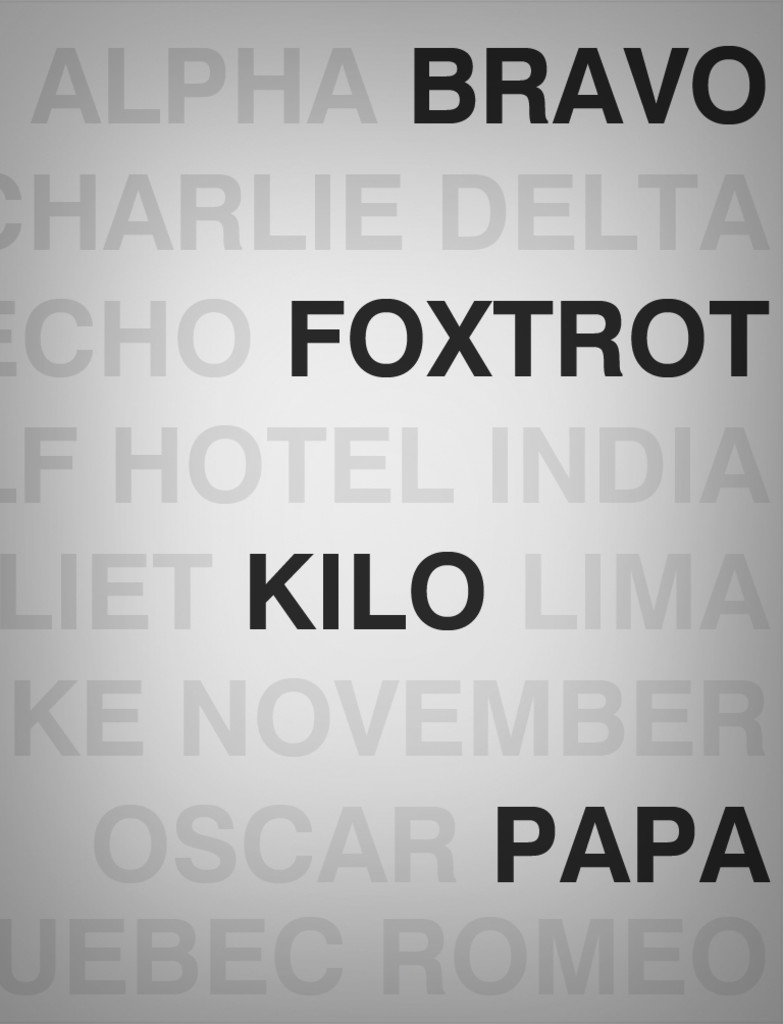 ALPHA BRAVO
CHARLIE DELTA
ECHO FOXTROT
LF HOTEL INDIA
LIET KILO LIMA
KE NOVEMBER
OSCAR PAPA
UEBEC ROMEO